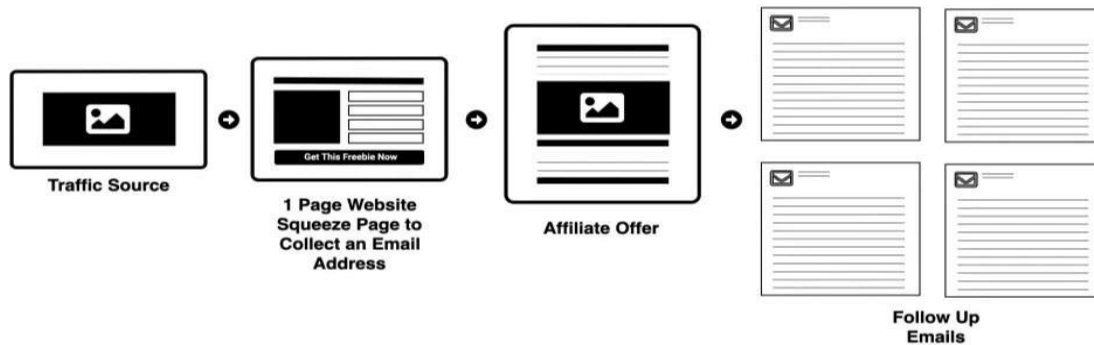 Get This Freebie Now
Traffic Source
1 Page Website
Squeeze Page to
Collect an Email
Address
Affiliate Offer
Follow Up
Emails